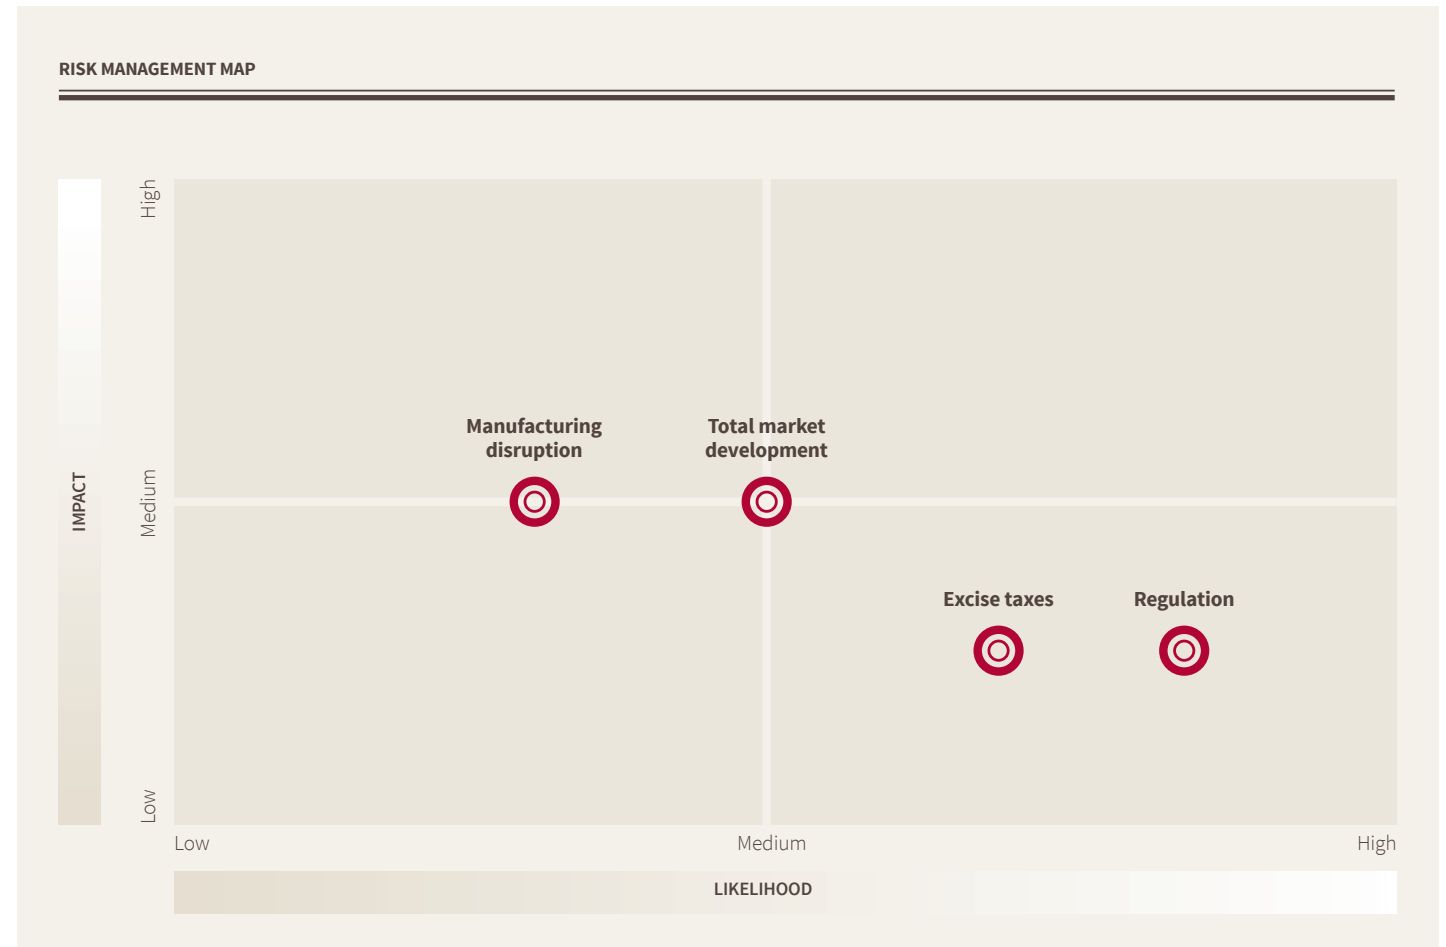 RISK MANAGEMENT MAP
High
Manufacturing
disruption
Total market
development
IMPACT
Medium
Excise taxes
Regulation
Low
Low
Medium
High
LIKELIHOOD